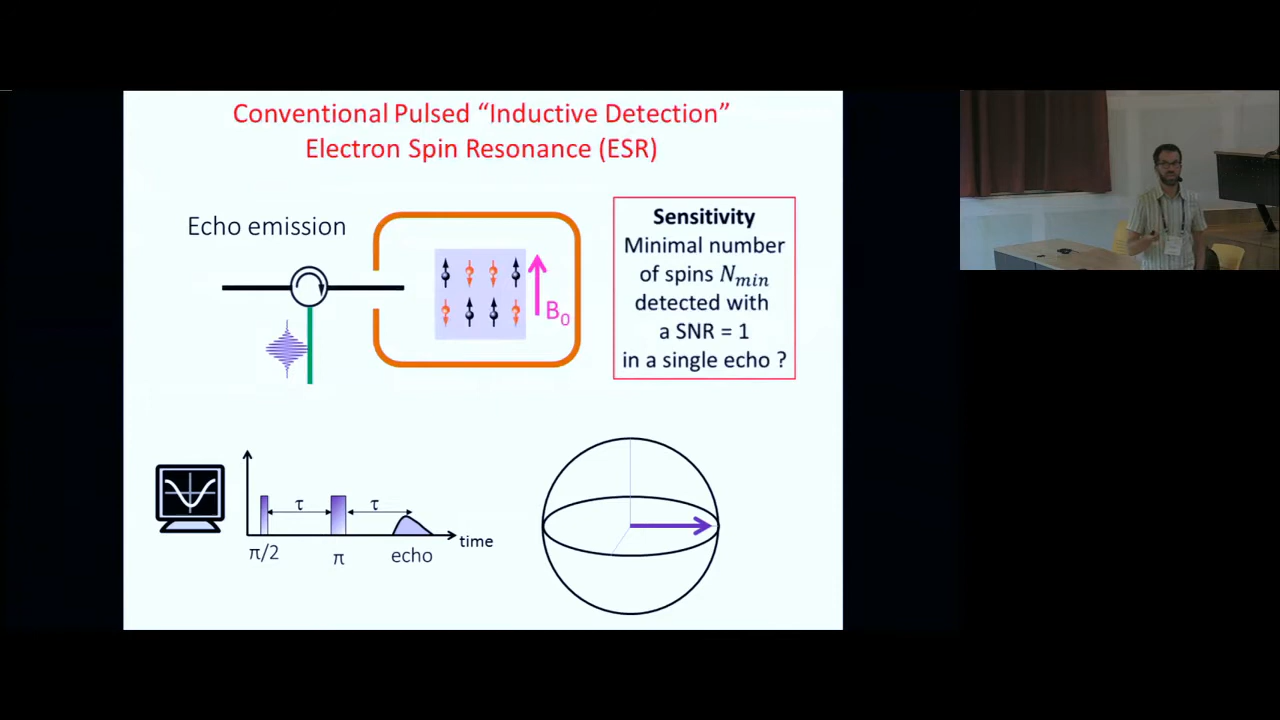 Conventional Pulsed “Inductive Detection”
Electron Spin Resonance (ESR)
Echo emission
B₀
Sensitivity
Minimal number
of spins N_min
detected with
a SNR = 1
in a single echo ?
τ τ
time
π/2 π echo